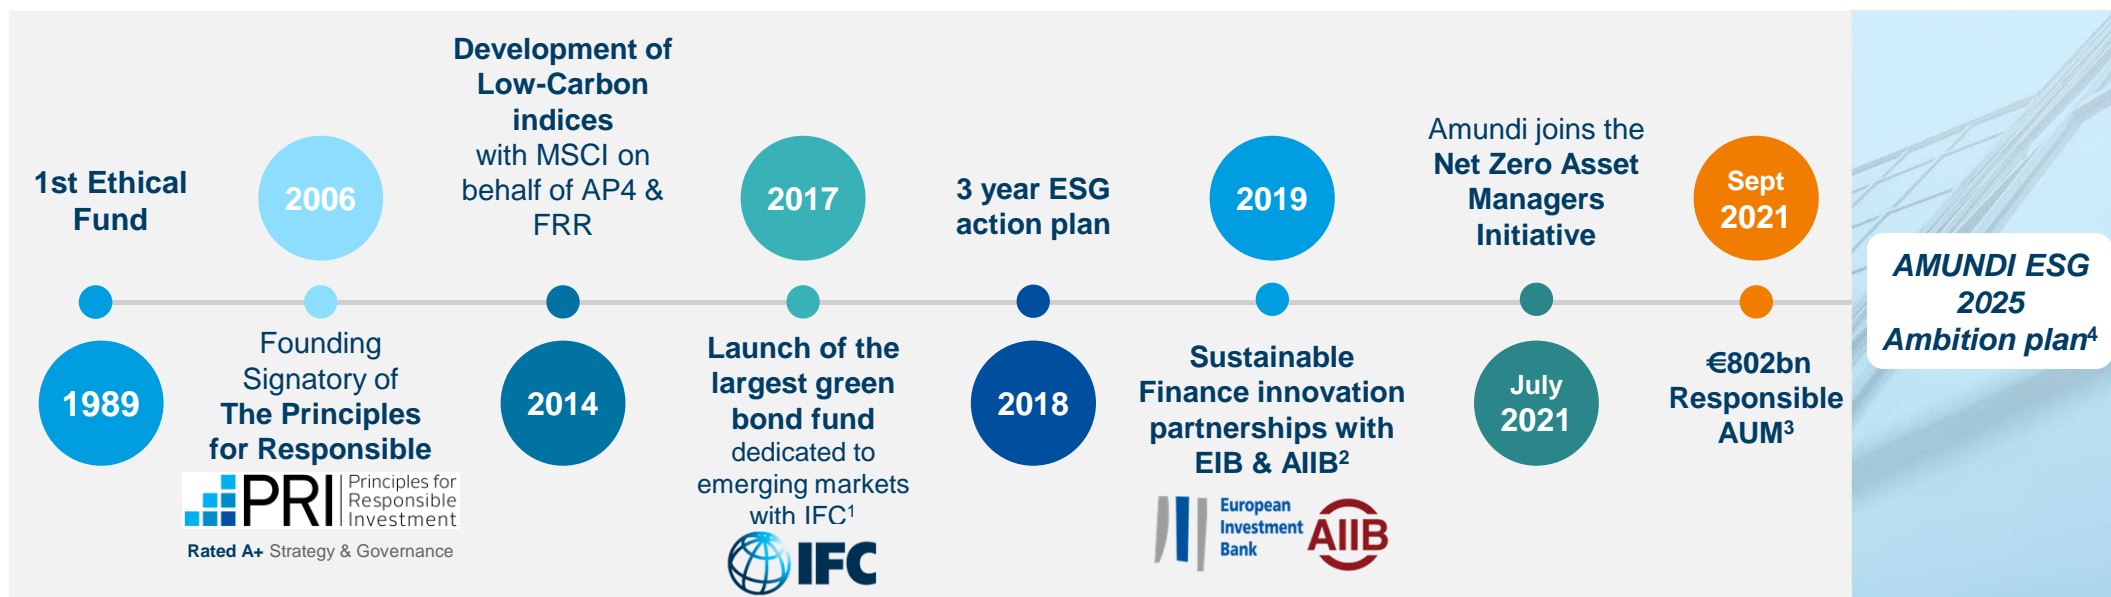 1st Ethical
Fund
1989
2006
Founding
Signatory of
The Principles
for Responsible
PRI
Principles for
Responsible
Investment
Rated A+ Strategy & Governance
Development of
Low-Carbon
indices
with MSCI on
behalf of AP4 &
FRR
2014
2017
Launch of the
largest green
bond fund
dedicated to
emerging markets
with IFC¹
IFC
3 year ESG
action plan
2018
2019
Sustainable
Finance innovation
partnerships with
EIB & AIIB²
European
Investment
Bank
AIIB
Amundi joins the
Net Zero Asset
Managers
Initiative
July
2021
Sept
2021
€802bn
Responsible
AUM³
AMUNDI ESG
2025
Ambition plan⁴